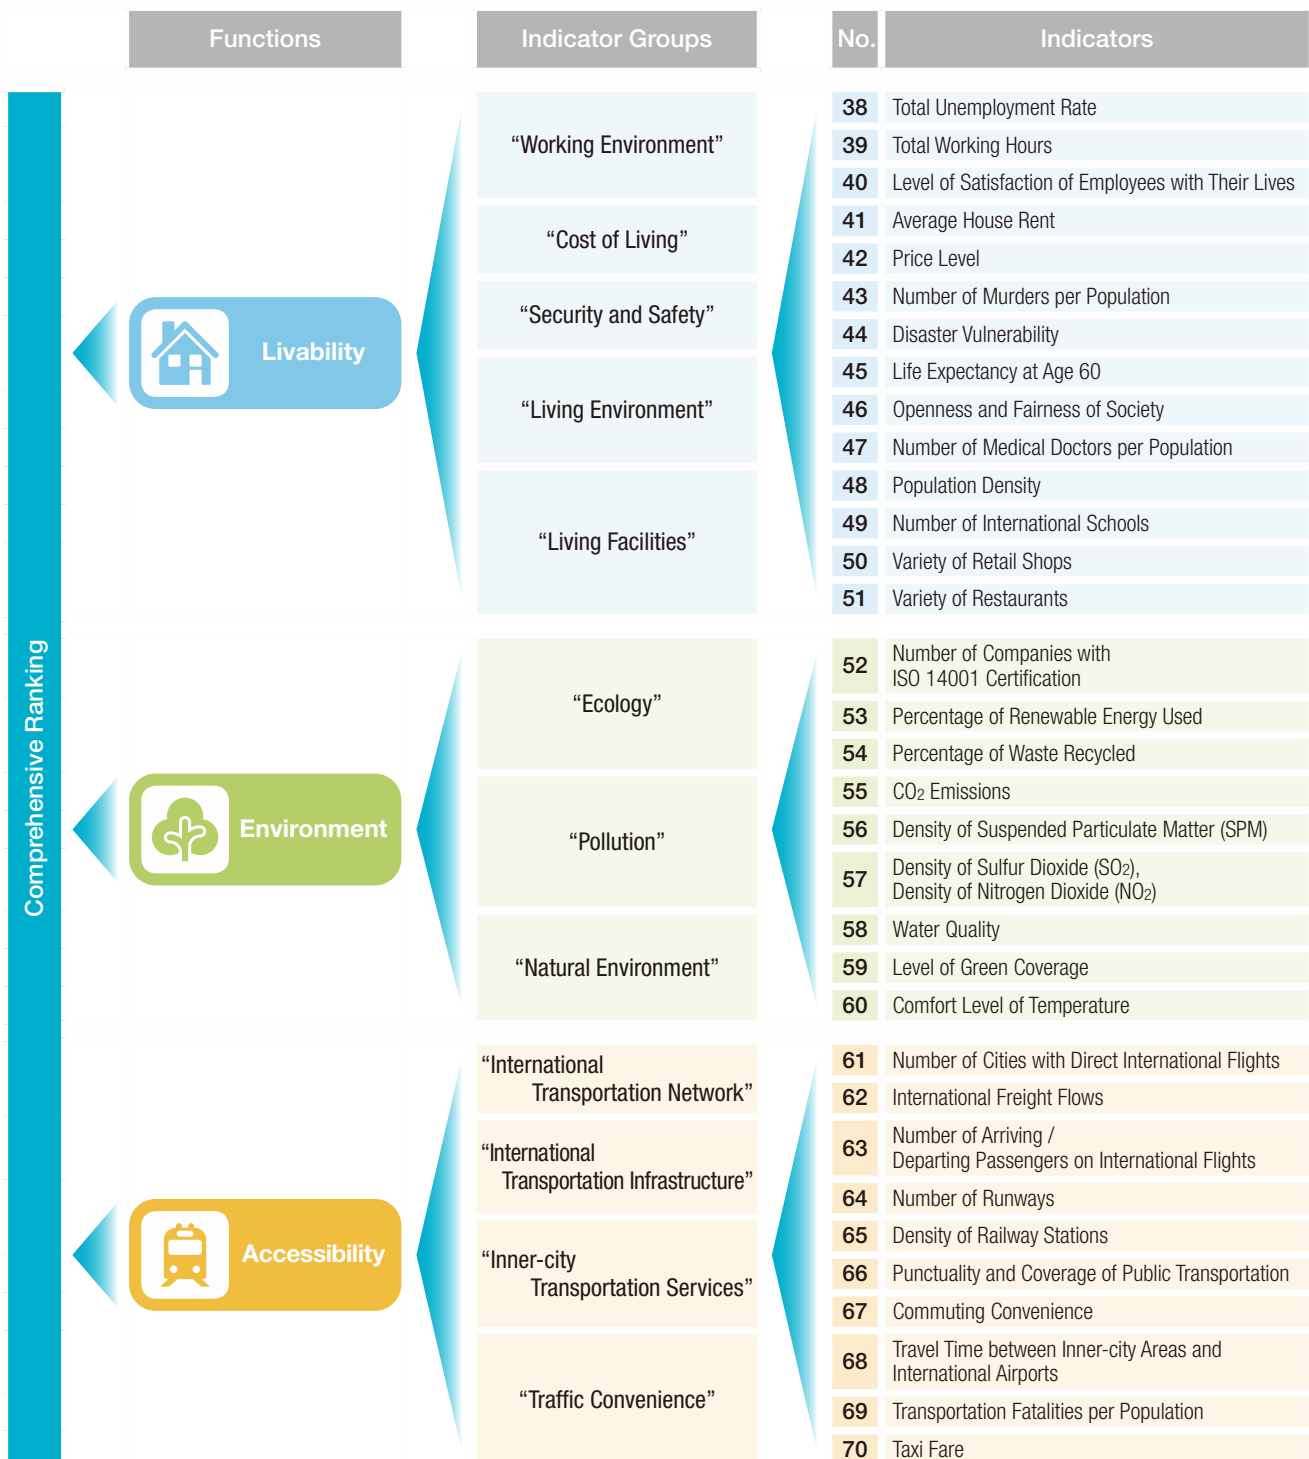 Functions
Indicator Groups
No.
Indicators
Comprehensive Ranking
Livability
“Working Environment”
38 Total Unemployment Rate
39 Total Working Hours
40 Level of Satisfaction of Employees with Their Lives
“Cost of Living”
41 Average House Rent
42 Price Level
“Security and Safety”
43 Number of Murders per Population
44 Disaster Vulnerability
“Living Environment”
45 Life Expectancy at Age 60
46 Openness and Fairness of Society
47 Number of Medical Doctors per Population
“Living Facilities”
48 Population Density
49 Number of International Schools
50 Variety of Retail Shops
51 Variety of Restaurants
Environment
“Ecology”
52 Number of Companies with
ISO 14001 Certification
53 Percentage of Renewable Energy Used
54 Percentage of Waste Recycled
“Pollution”
55 CO2 Emissions
56 Density of Suspended Particulate Matter (SPM)
57 Density of Sulfur Dioxide (SO2),
Density of Nitrogen Dioxide (NO2)
“Natural Environment”
58 Water Quality
59 Level of Green Coverage
60 Comfort Level of Temperature
Accessibility
“International
Transportation Network”
61 Number of Cities with Direct International Flights
62 International Freight Flows
“International
Transportation Infrastructure”
63 Number of Arriving /
Departing Passengers on International Flights
64 Number of Runways
“Inner-city
Transportation Services”
65 Density of Railway Stations
66 Punctuality and Coverage of Public Transportation
67 Commuting Convenience
“Traffic Convenience”
68 Travel Time between Inner-city Areas and
International Airports
69 Transportation Fatalities per Population
70 Taxi Fare